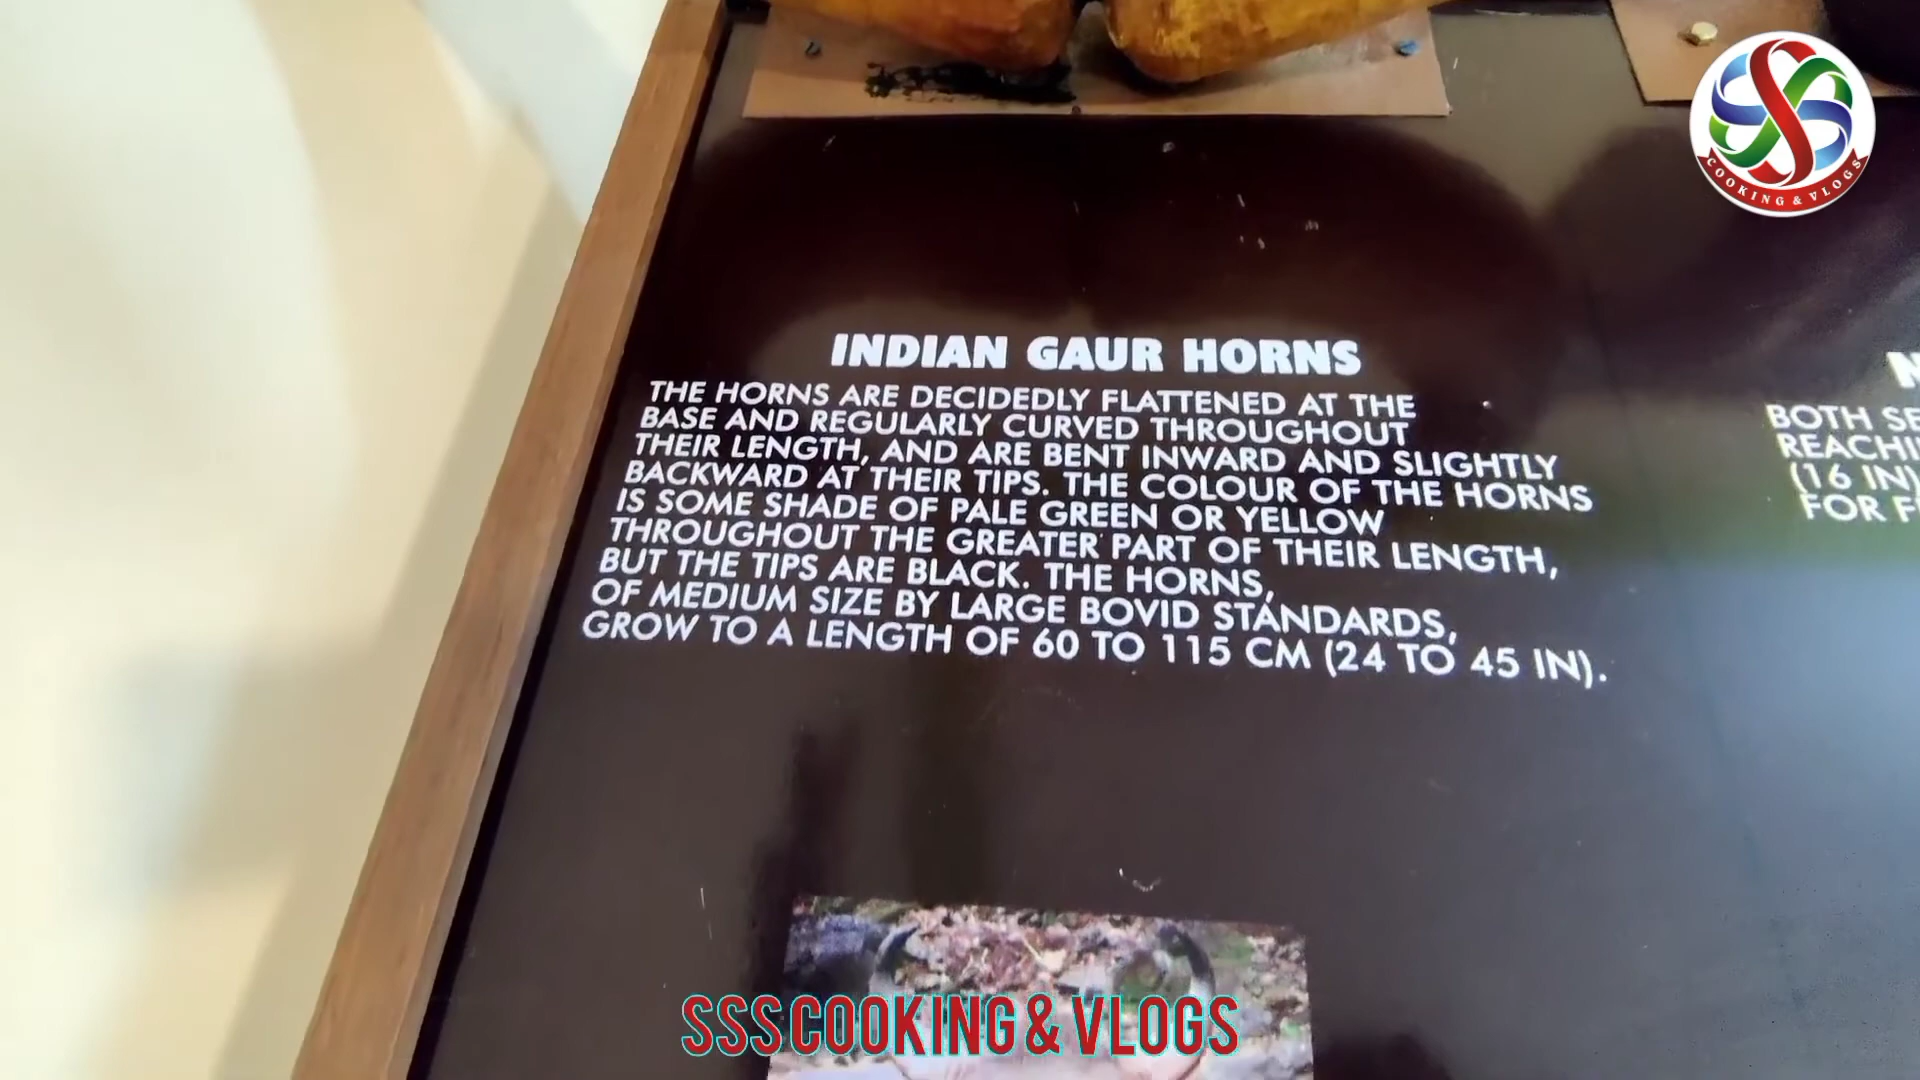 COOKING & VLOGS
INDIAN GAUR HORNS
THE HORNS ARE DECIDEDLY FLATTENED AT THE
BASE AND REGULARLY CURVED THROUGHOUT
THEIR LENGTH, AND ARE BENT INWARD AND SLIGHTLY
BACKWARD AT THEIR TIPS. THE COLOUR OF THE HORNS
IS SOME SHADE OF PALE GREEN OR YELLOW
THROUGHOUT THE GREATER PART OF THEIR LENGTH,
BUT THE TIPS ARE BLACK. THE HORNS,
OF MEDIUM SIZE BY LARGE BOVID STANDARDS,
GROW TO A LENGTH OF 60 TO 115 CM (24 TO 45 IN).
BOTH
(16 IN)
FOR
SSS COOKING & VLOGS